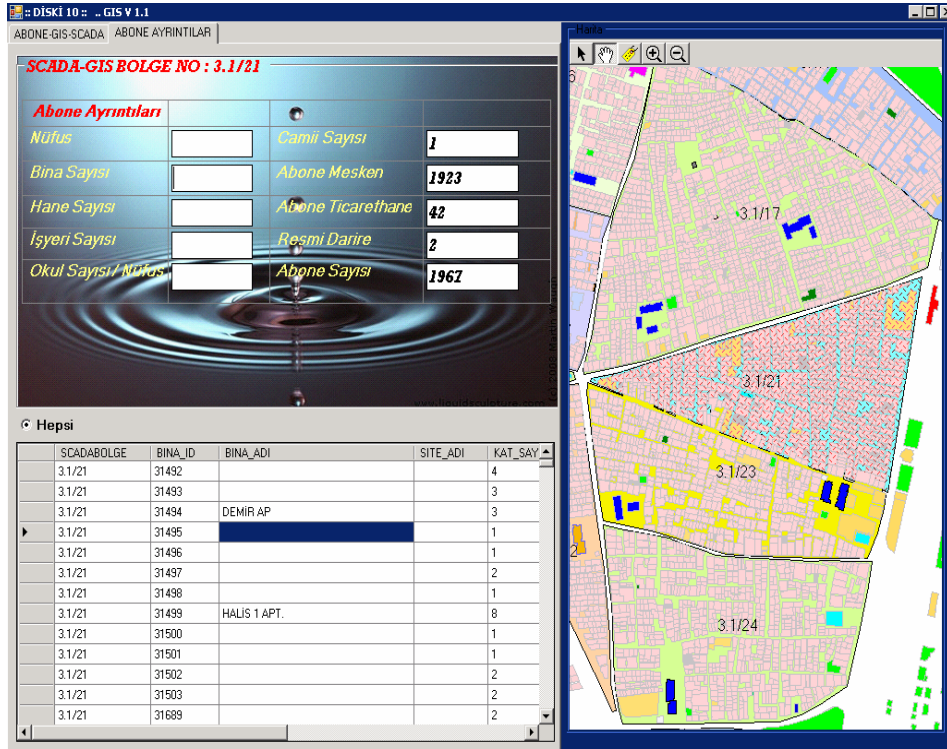 :: DİSKİ 10 :: .. GIS V 1.1
ABONE-GIS-SCADA ABONE AYRINTILAR
SCADA-GIS BOLGE NO : 3.1/21
Abone Ayrıntıları
Nüfus Camii Sayısı 1
Bina Sayısı Abone Mesken 1923
Hane Sayısı Abone Ticarethane 42
İşyeri Sayısı Resmi Darire 2
Okul Sayısı / Nüfus Abone Sayısı 1967
www.liquidsculpture.com
Hepsi
SCADABOLGE BINA_ID BINA_ADI SITE_ADI KAT_SAY
3.1/21 31492 4
3.1/21 31493 3
3.1/21 31494 DEMİR AP 3
3.1/21 31495 1
3.1/21 31496 1
3.1/21 31497 2
3.1/21 31498 1
3.1/21 31499 HALİS 1 APT. 8
3.1/21 31500 1
3.1/21 31501 1
3.1/21 31502 2
3.1/21 31503 2
3.1/21 31689 2
Harita
3.1/17
3.1/21
3.1/23
3.1/24